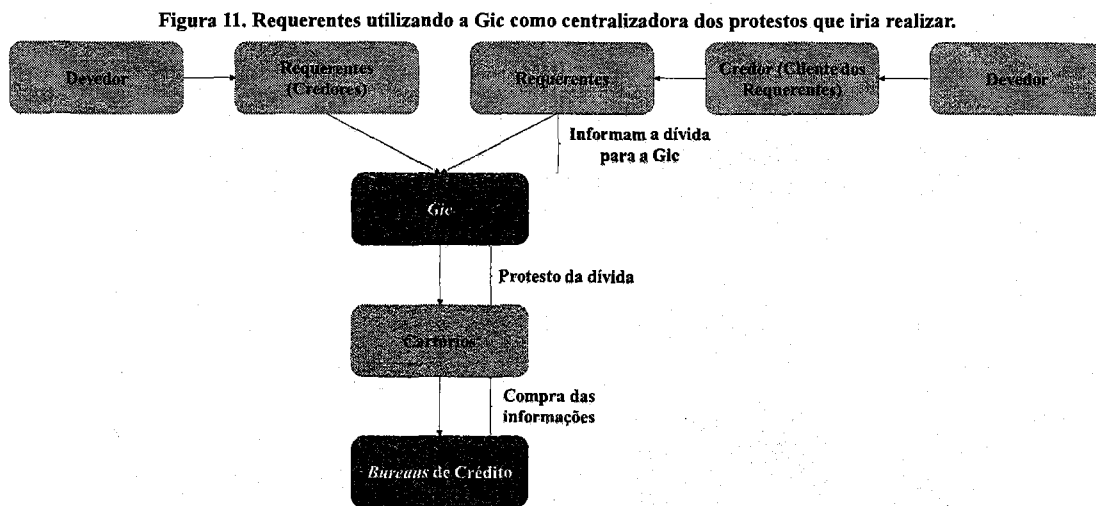 Figura 11. Requerentes utilizando a Gic como centralizadora dos protestos que iria realizar.
Devedor
Requerentes
(Credores)
Requerentes
Credor (Cliente dos
Requerentes)
Devedor
Informam a dívida
para a Gic
Gic
Protesto da dívida
Cartórios
Compra das
informações
Bureaus de Crédito